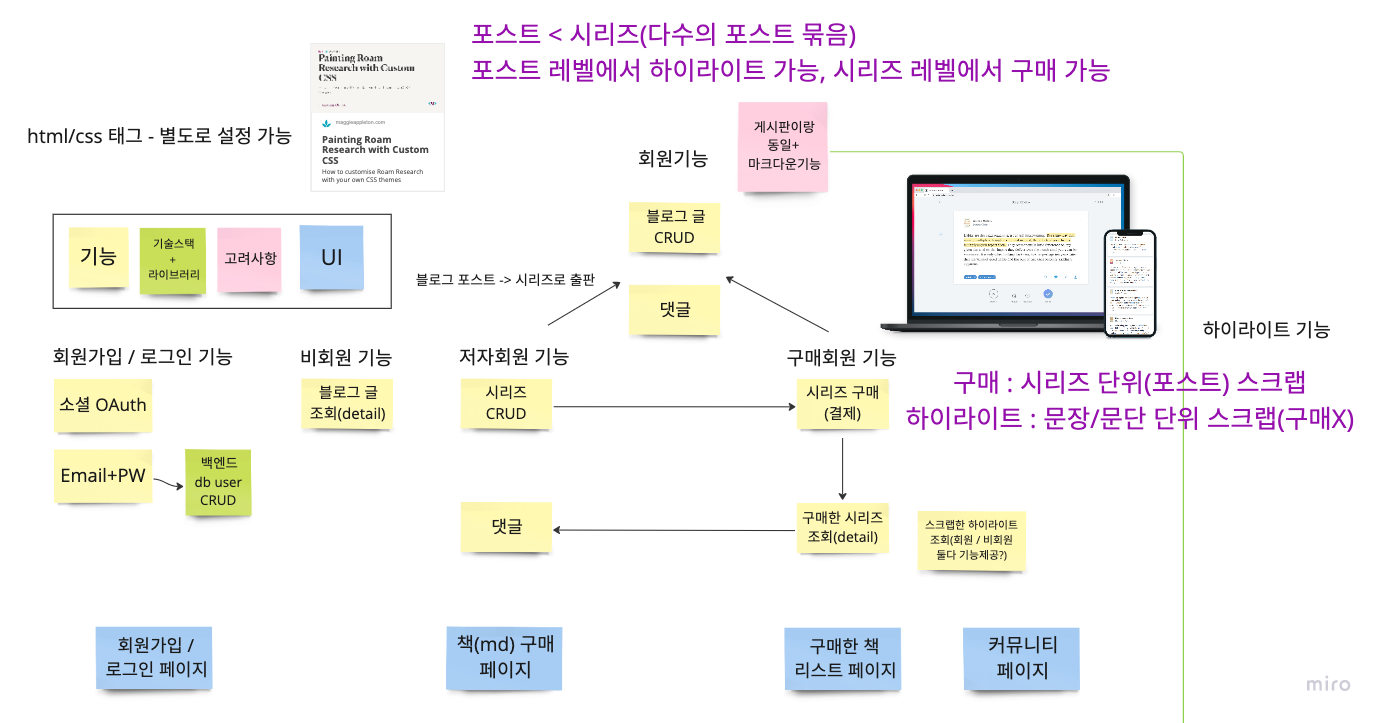 포스트 < 시리즈(다수의 포스트 묶음)
포스트 레벨에서 하이라이트 가능, 시리즈 레벨에서 구매 가능
Painting Roam
Research with Custom
CSS
maggieappleton.com
Painting Roam
Research with Custom
CSS
How to customise Roam Research
with your own CSS themes
html/css 태그 - 별도로 설정 가능
회원기능
게시판이랑
동일+
마크다운기능
블로그 글
CRUD
댓글
기능
기술스택
+
라이브러리
고려사항
UI
블로그 포스트 -> 시리즈로 출판
하이라이트 기능
회원가입 / 로그인 기능
비회원 기능
저자회원 기능
구매회원 기능
소셜 OAuth
블로그 글
조회(detail)
시리즈
CRUD
시리즈 구매
(결제)
구매 : 시리즈 단위(포스트) 스크랩
하이라이트 : 문장/문단 단위 스크랩(구매X)
Email+PW
백엔드
db user
CRUD
댓글
구매한 시리즈
조회(detail)
스크랩한 하이라이트
조회(회원 / 비회원
둘다 기능제공?)
회원가입 /
로그인 페이지
책(md) 구매
페이지
구매한 책
리스트 페이지
커뮤니티
페이지
miro